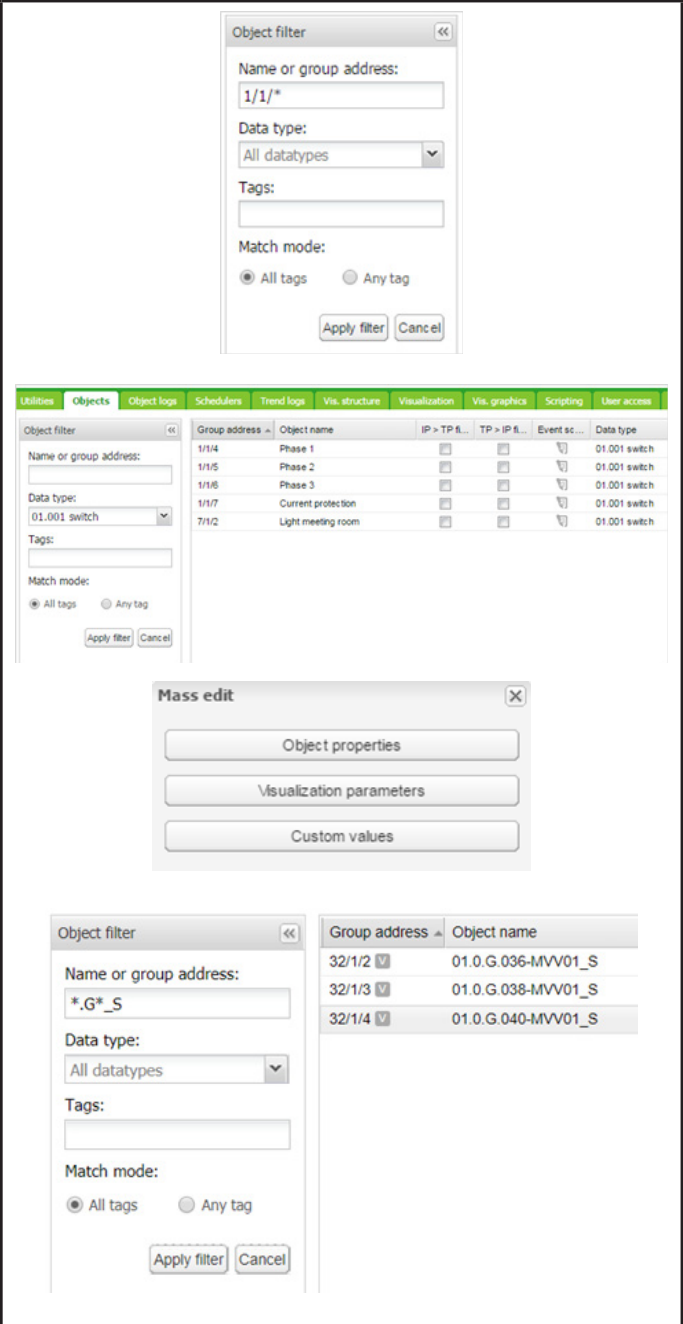 Object filter
Name or group address:
1/1/*
Data type:
All datatypes
Tags:
Match mode:
All tags Any tag
Apply filter Cancel
Utilities Objects Object logs Schedulers Trend logs Vis. structure Visualization Vis. graphics Scripting User access
Object filter
Name or group address:
Data type:
01.001 switch
Tags:
Match mode:
All tags Any tag
Apply filter Cancel
Group address Object name IP > TP fi... TP > IP fi... Event sc... Data type
1/1/4 Phase 1 01.001 switch
1/1/5 Phase 2 01.001 switch
1/1/6 Phase 3 01.001 switch
1/1/7 Current protection 01.001 switch
7/1/2 Light meeting room 01.001 switch
Mass edit
Object properties
Visualization parameters
Custom values
Object filter
Name or group address:
*.G*_S
Data type:
All datatypes
Tags:
Match mode:
All tags Any tag
Apply filter Cancel
Group address Object name
32/1/2 V 01.0.G.036-MVV01_S
32/1/3 V 01.0.G.038-MVV01_S
32/1/4 V 01.0.G.040-MVV01_S